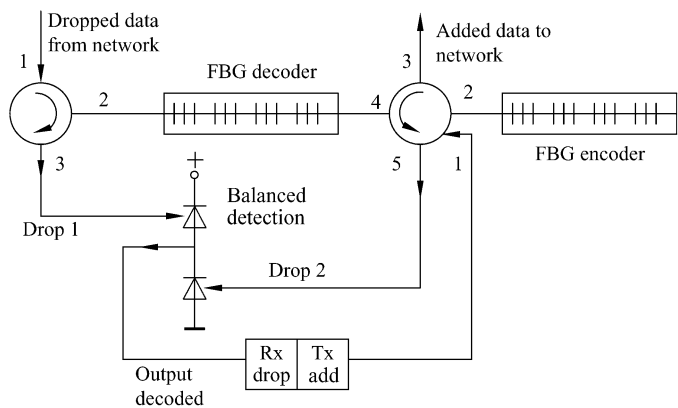 Dropped data
from network
1
2
3
FBG decoder
Added data to
network
3
4
2
5
1
FBG encoder
+
Balanced
detection
Drop 1
Drop 2
Rx
drop
Tx
add
Output
decoded